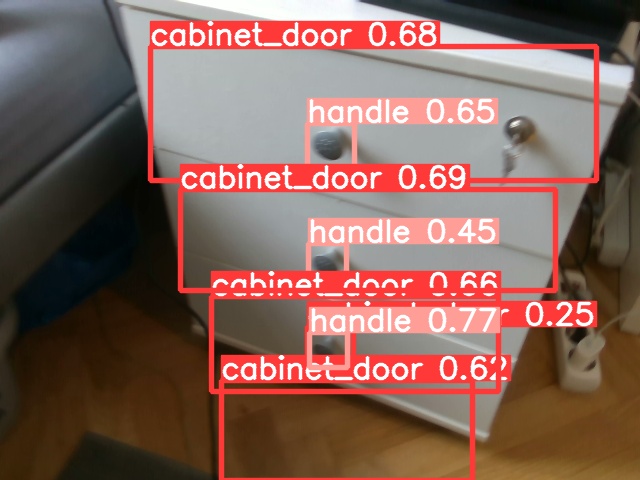 cabinet_door 0.68
handle 0.65
cabinet_door 0.69
handle 0.45
cabinet_door 0.66
r 0.25
handle 0.77
cabinet_door 0.62